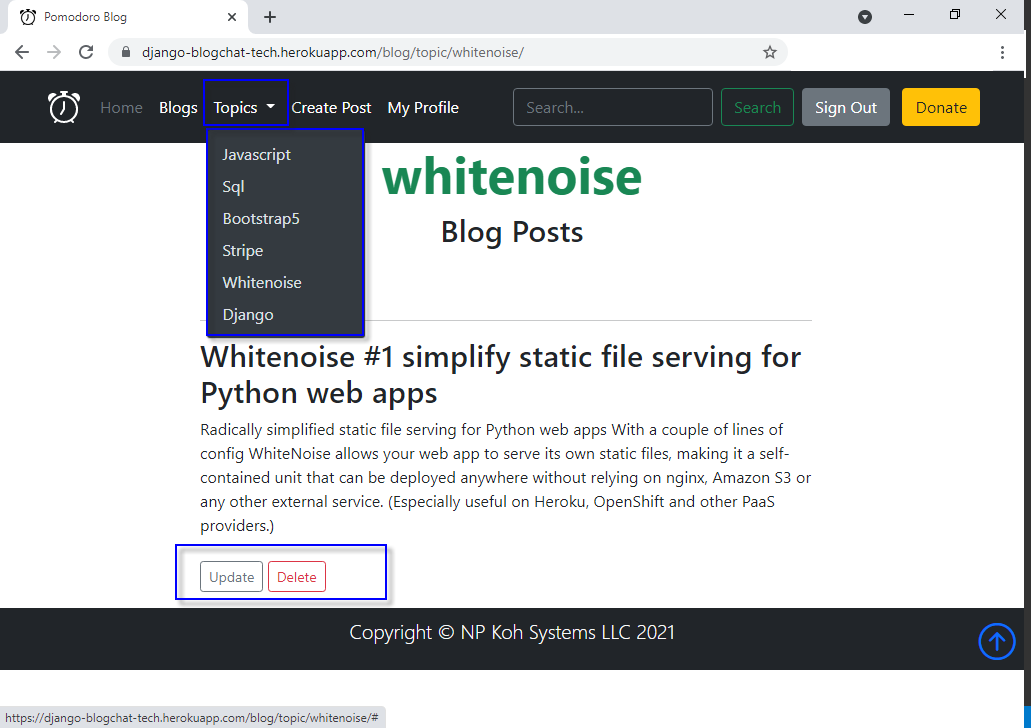 Pomodoro Blog
django-blogchat-tech.herokuapp.com/blog/topic/whitenoise/
Home Blogs Topics Create Post My Profile Search... Search Sign Out Donate
Javascript
Sql
Bootstrap5
Stripe
Whitenoise
Django
whitenoise
Blog Posts
Whitenoise #1 simplify static file serving for
Python web apps
Radically simplified static file serving for Python web apps With a couple of lines of
config WhiteNoise allows your web app to serve its own static files, making it a self-
contained unit that can be deployed anywhere without relying on nginx, Amazon S3 or
any other external service. (Especially useful on Heroku, OpenShift and other PaaS
providers.)
Update Delete
Copyright © NP Koh Systems LLC 2021
https://django-blogchat-tech.herokuapp.com/blog/topic/whitenoise/#